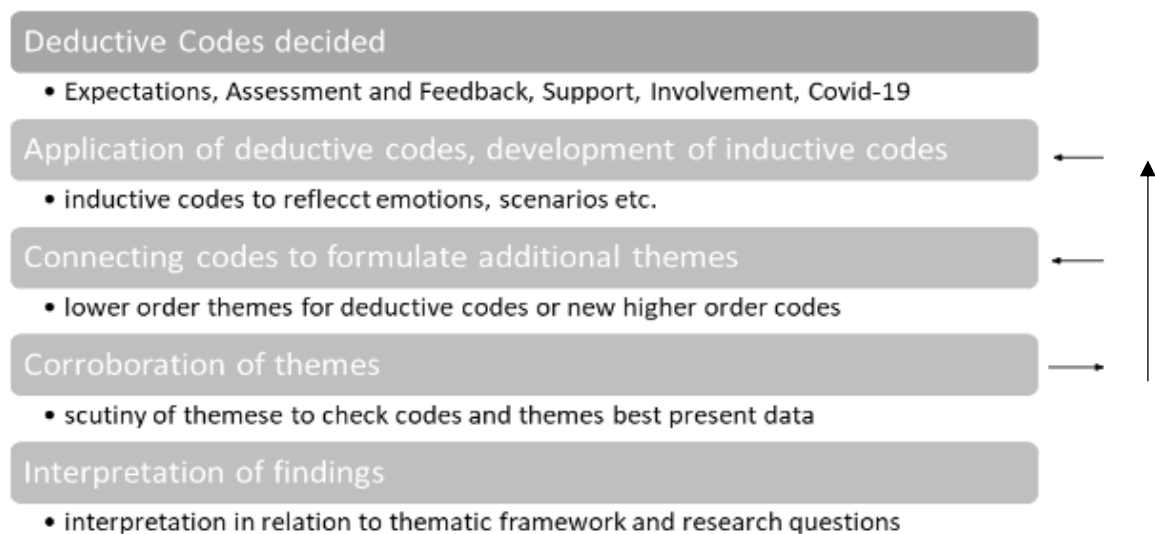 Deductive Codes decided
• Expectations, Assessment and Feedback, Support, Involvement, Covid-19
Application of deductive codes, development of inductive codes
• inductive codes to reflecct emotions, scenarios etc.
Connecting codes to formulate additional themes
• lower order themes for deductive codes or new higher order codes
Corroboration of themes
• scutiny of themese to check codes and themes best present data
Interpretation of findings
• interpretation in relation to thematic framework and research questions